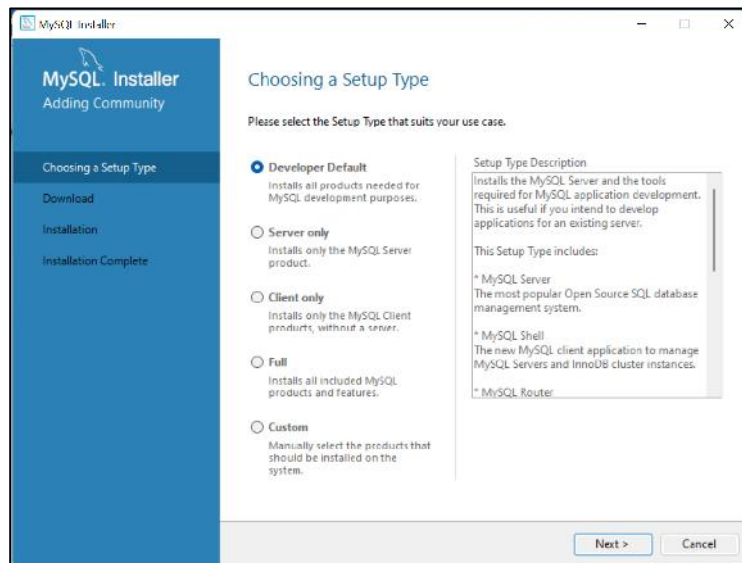 MySQL Installer
MySQL. Installer
Adding Community
Choosing a Setup Type
Download
Installation
Installation Complete
Choosing a Setup Type
Please select the Setup Type that suits your use case.
Developer Default
Installs all products needed for
MySQL development purposes.
Server only
Installs only the MySQL Server
product.
Client only
Installs only the MySQL Client
products, without a server.
Full
Installs all included MySQL
products and features.
Custom
Manually select the products that
should be installed on the
system.
Setup Type Description
Installs the MySQL Server and the tools
required for MySQL application development.
This is useful if you intend to develop
applications for an existing server.
This Setup Type includes:
* MySQL Server
The most popular Open Source SQL database
management system.
* MySQL Shell
The new MySQL client application to manage
MySQL Servers and InnoDB cluster instances.
* MySQL Router
Next >
Cancel